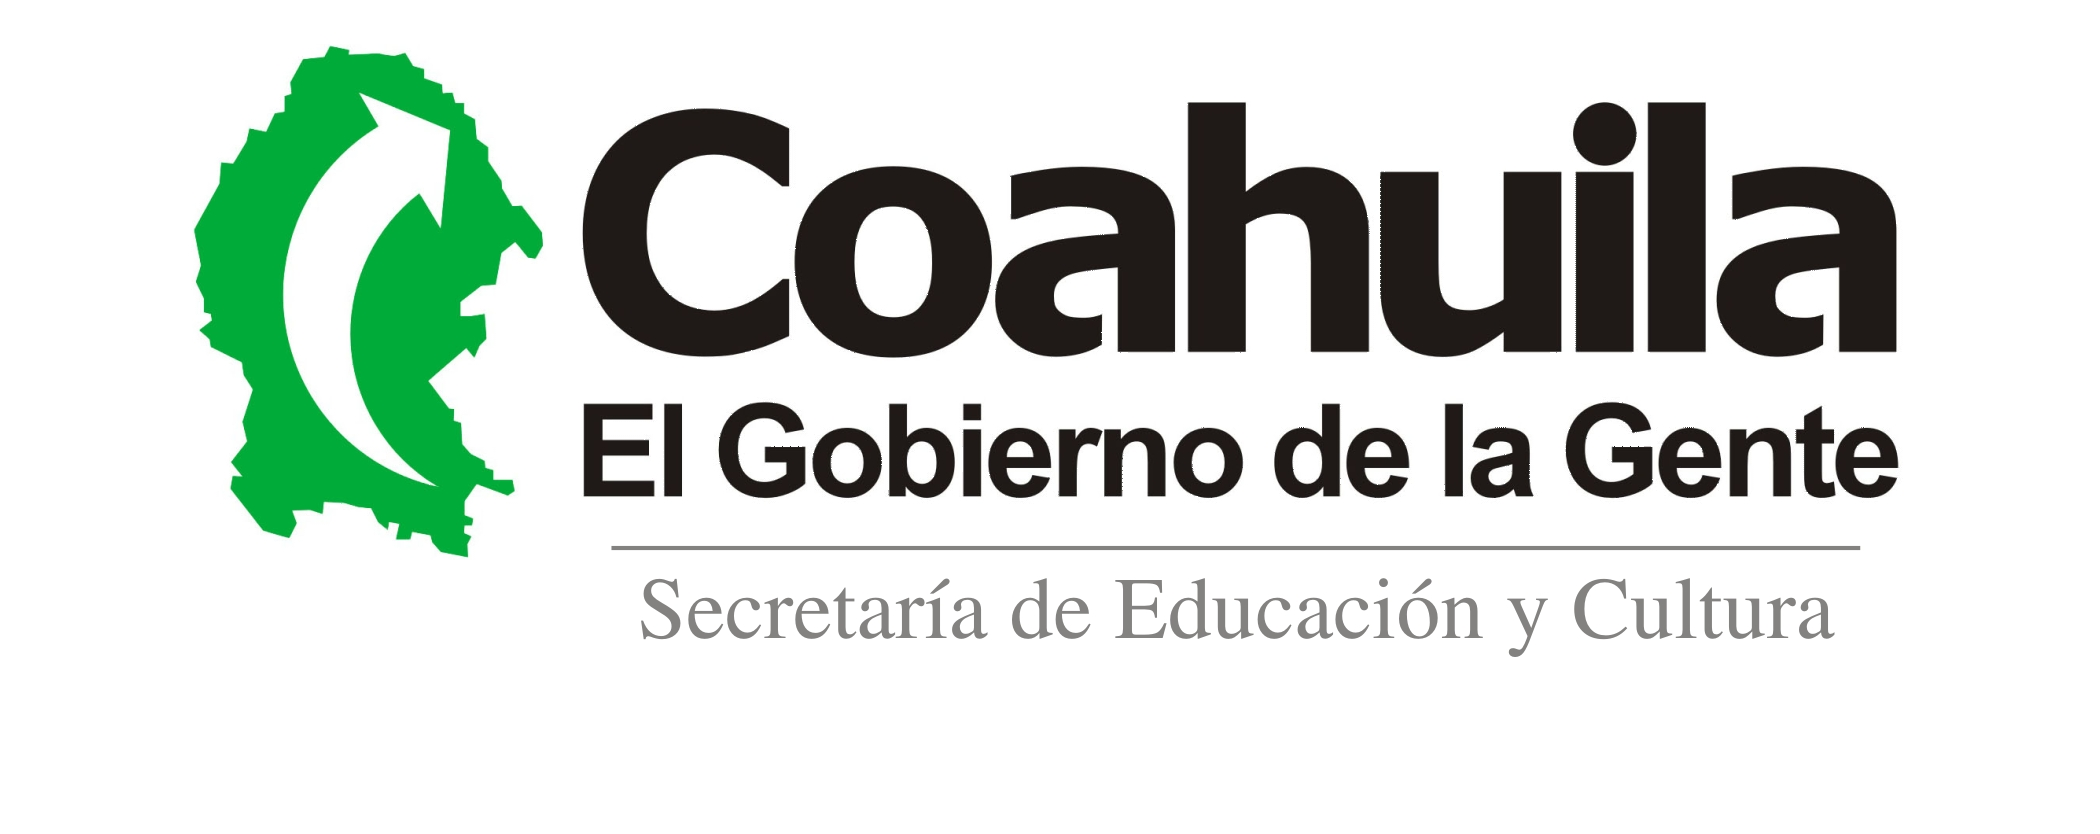 Coahuila
El Gobierno de la Gente
Secretaría de Educación y Cultura